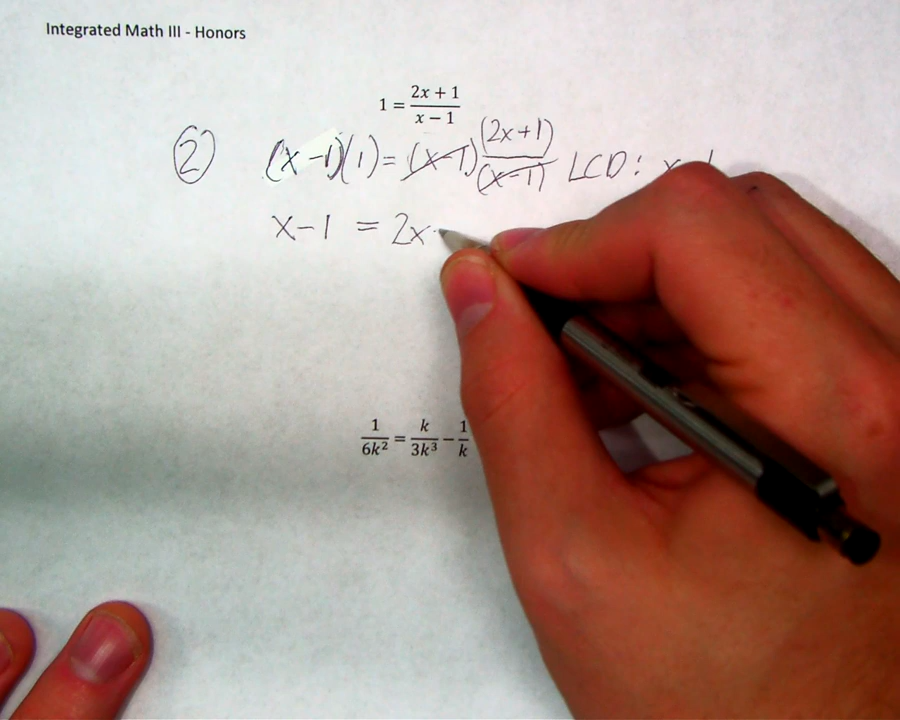 Integrated Math III - Honors
1 = (2x + 1)/(x − 1)
② (x-1)(1) = (x-1) (2x+1)/(x-1) LCD: x-1
x-1 = 2x
1/(6k²) = k/(3k³) − 1/k